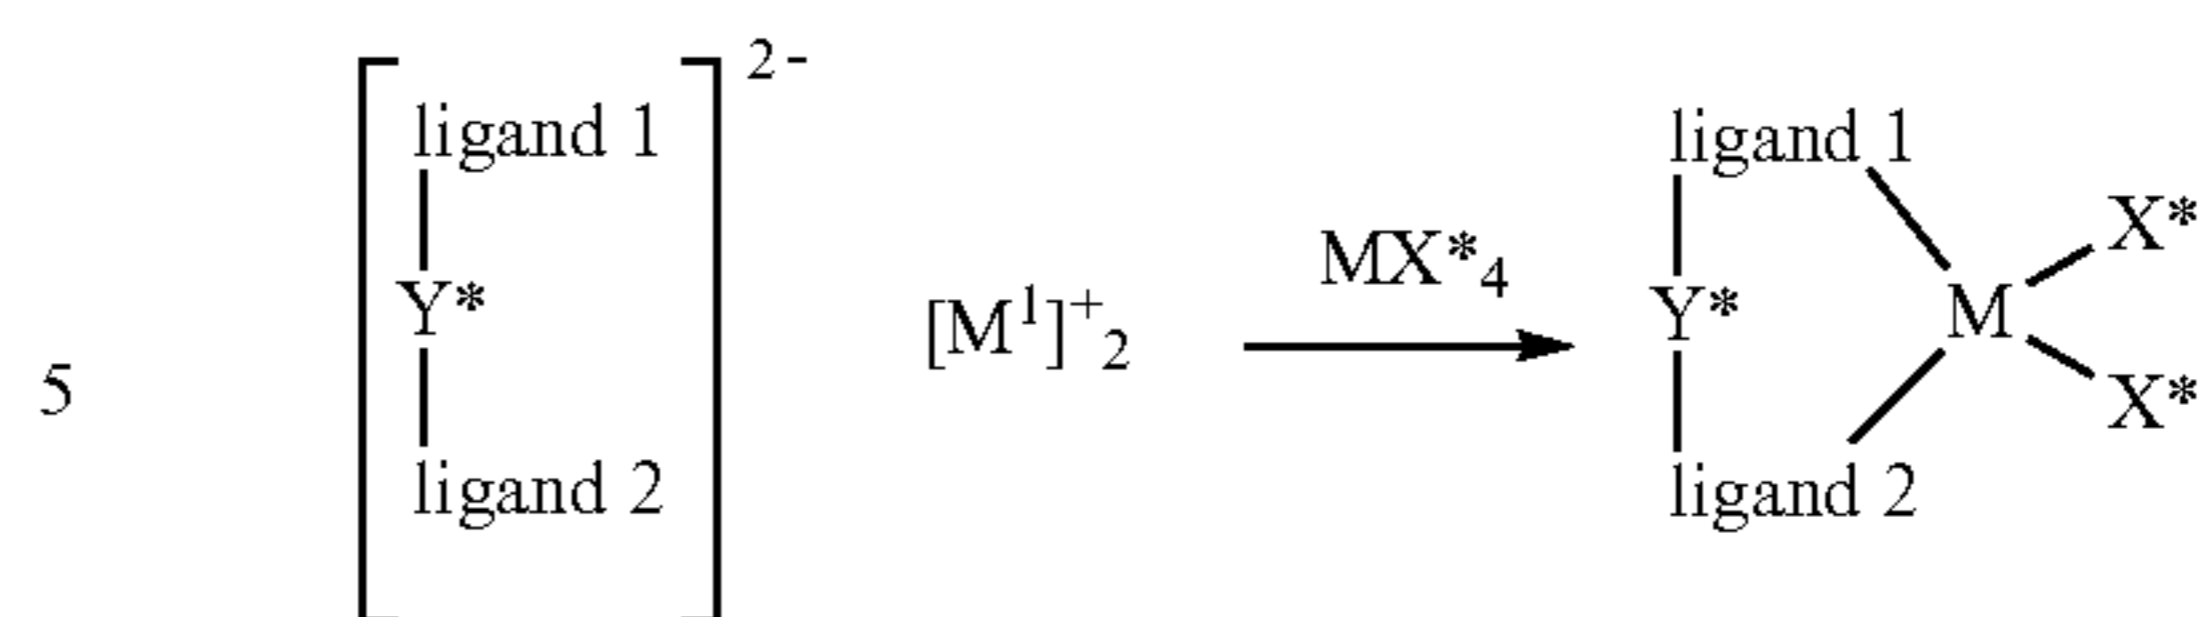 2-
ligand 1
Y*
ligand 2
5
[M¹]⁺₂
MX*₄
ligand 1
X*
Y*
M
X*
ligand 2